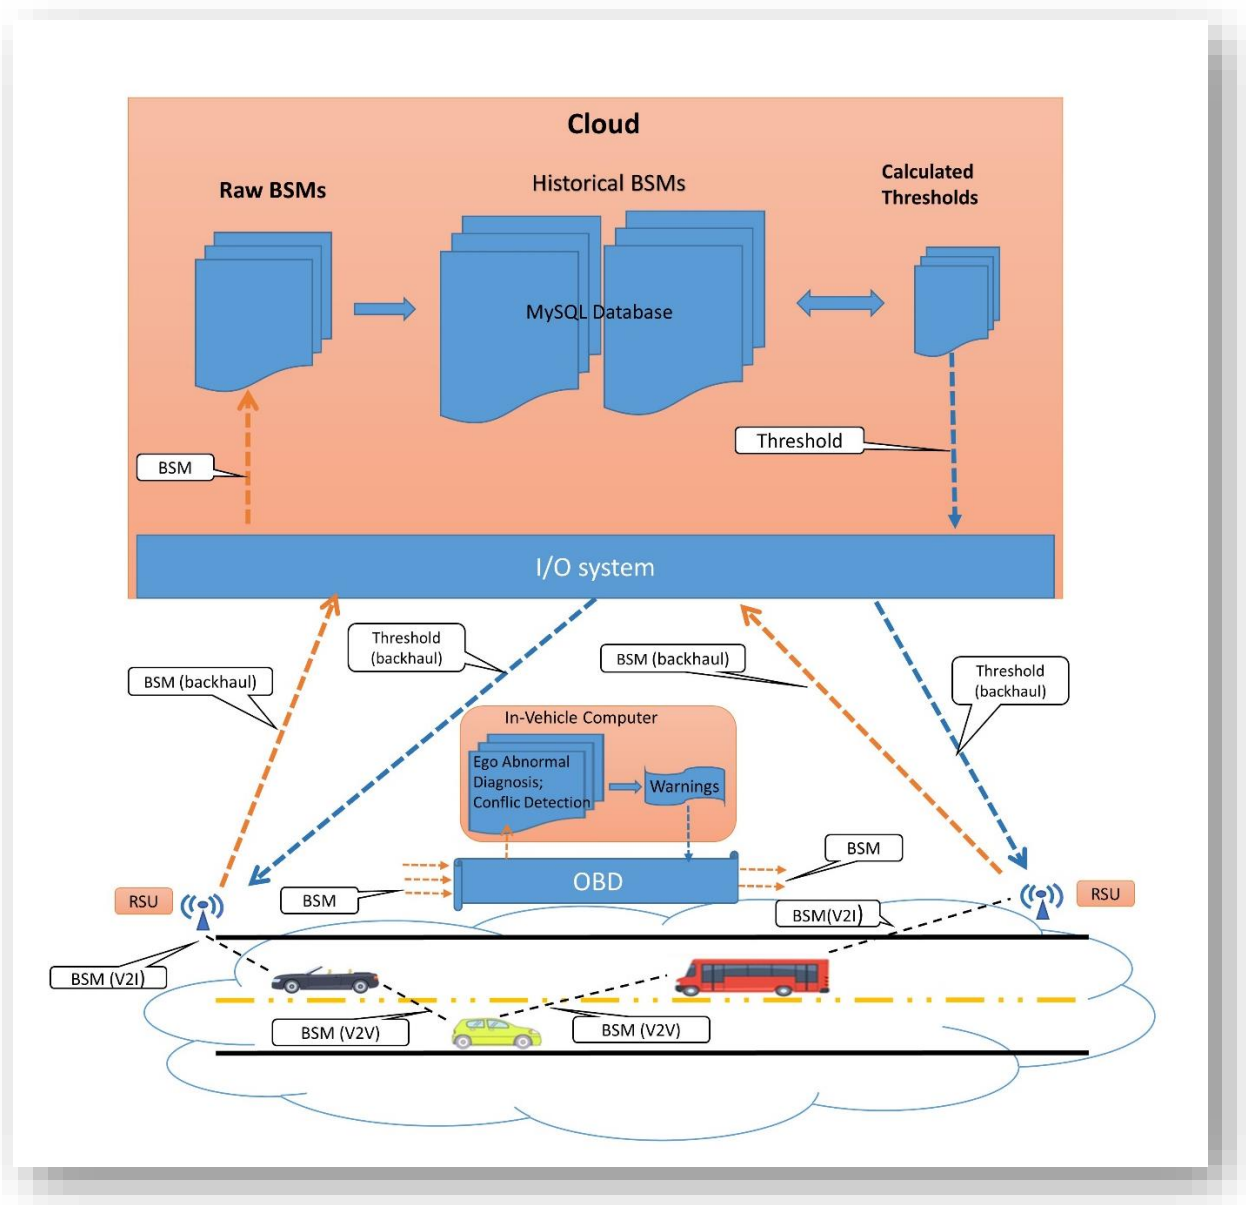 Cloud
Raw BSMs
Historical BSMs
Calculated
Thresholds
MySQL Database
Threshold
BSM
I/O system
Threshold
(backhaul)
BSM (backhaul)
BSM (backhaul)
Threshold
(backhaul)
In-Vehicle Computer
Ego Abnormal
Diagnosis;
Conflic Detection
Warnings
BSM
OBD
BSM
RSU
RSU
BSM(V2I)
BSM (V2I)
BSM (V2V)
BSM (V2V)